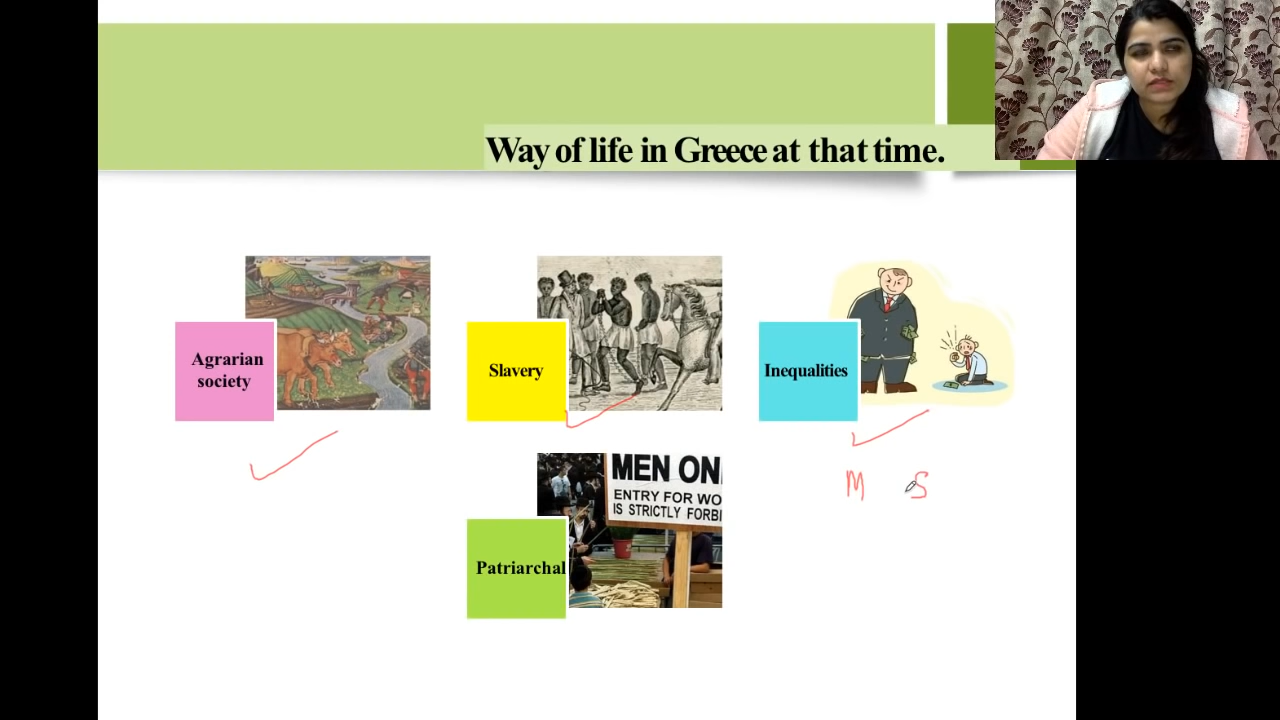 Way of life in Greece at that time.
Agrarian
society
Slavery
Inequalities
M S
MEN ON
ENTRY FOR WO
IS STRICTLY FORBI
Patriarchal